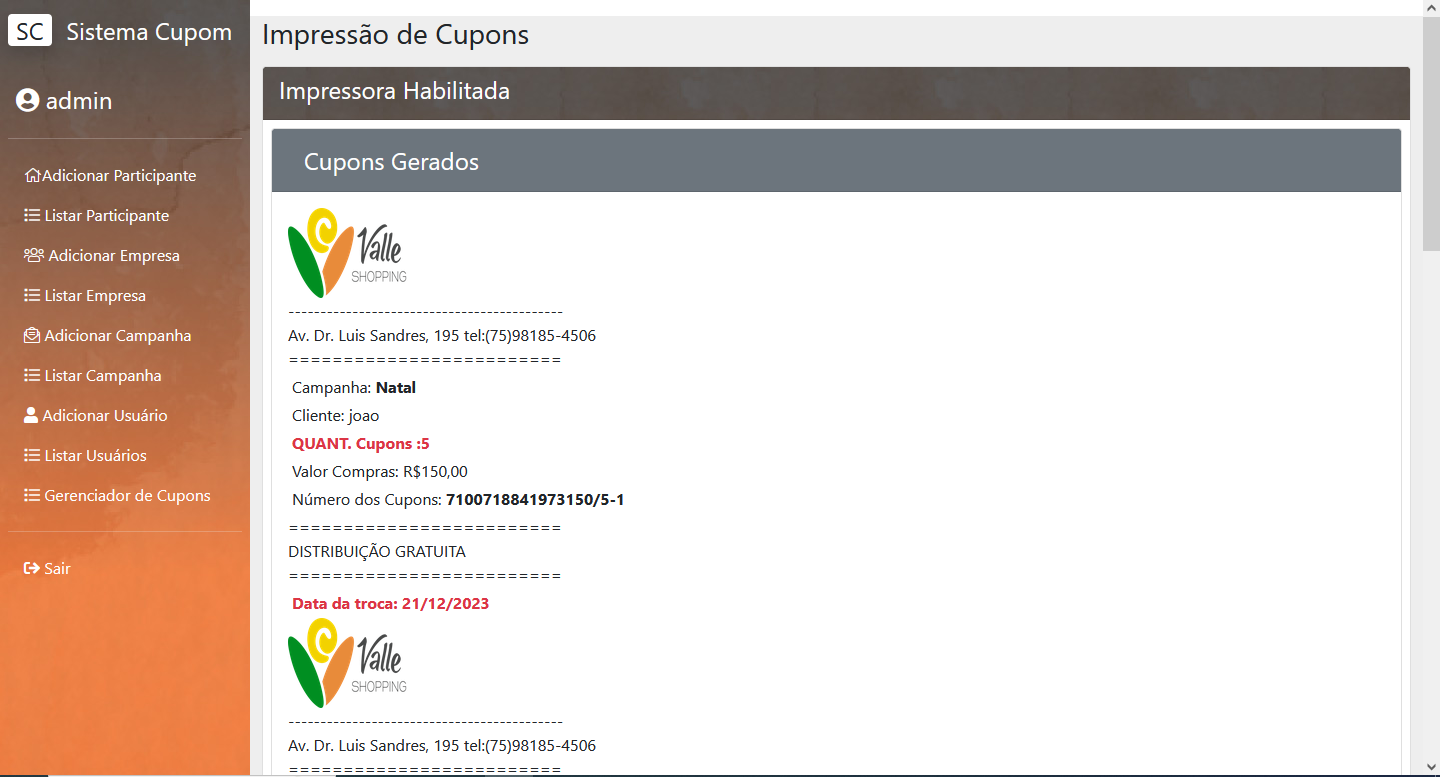 SC Sistema Cupom
admin
Adicionar Participante
Listar Participante
Adicionar Empresa
Listar Empresa
Adicionar Campanha
Listar Campanha
Adicionar Usuário
Listar Usuários
Gerenciador de Cupons
Sair
Impressão de Cupons
Impressora Habilitada
Cupons Gerados
Valle
SHOPPING
-------------------------------------------
Av. Dr. Luis Sandres, 195 tel:(75)98185-4506
=========================
Campanha: Natal
Cliente: joao
QUANT. Cupons :5
Valor Compras: R$150,00
Número dos Cupons: 7100718841973150/5-1
=========================
DISTRIBUIÇÃO GRATUITA
=========================
Data da troca: 21/12/2023
Valle
SHOPPING
-------------------------------------------
Av. Dr. Luis Sandres, 195 tel:(75)98185-4506
=========================